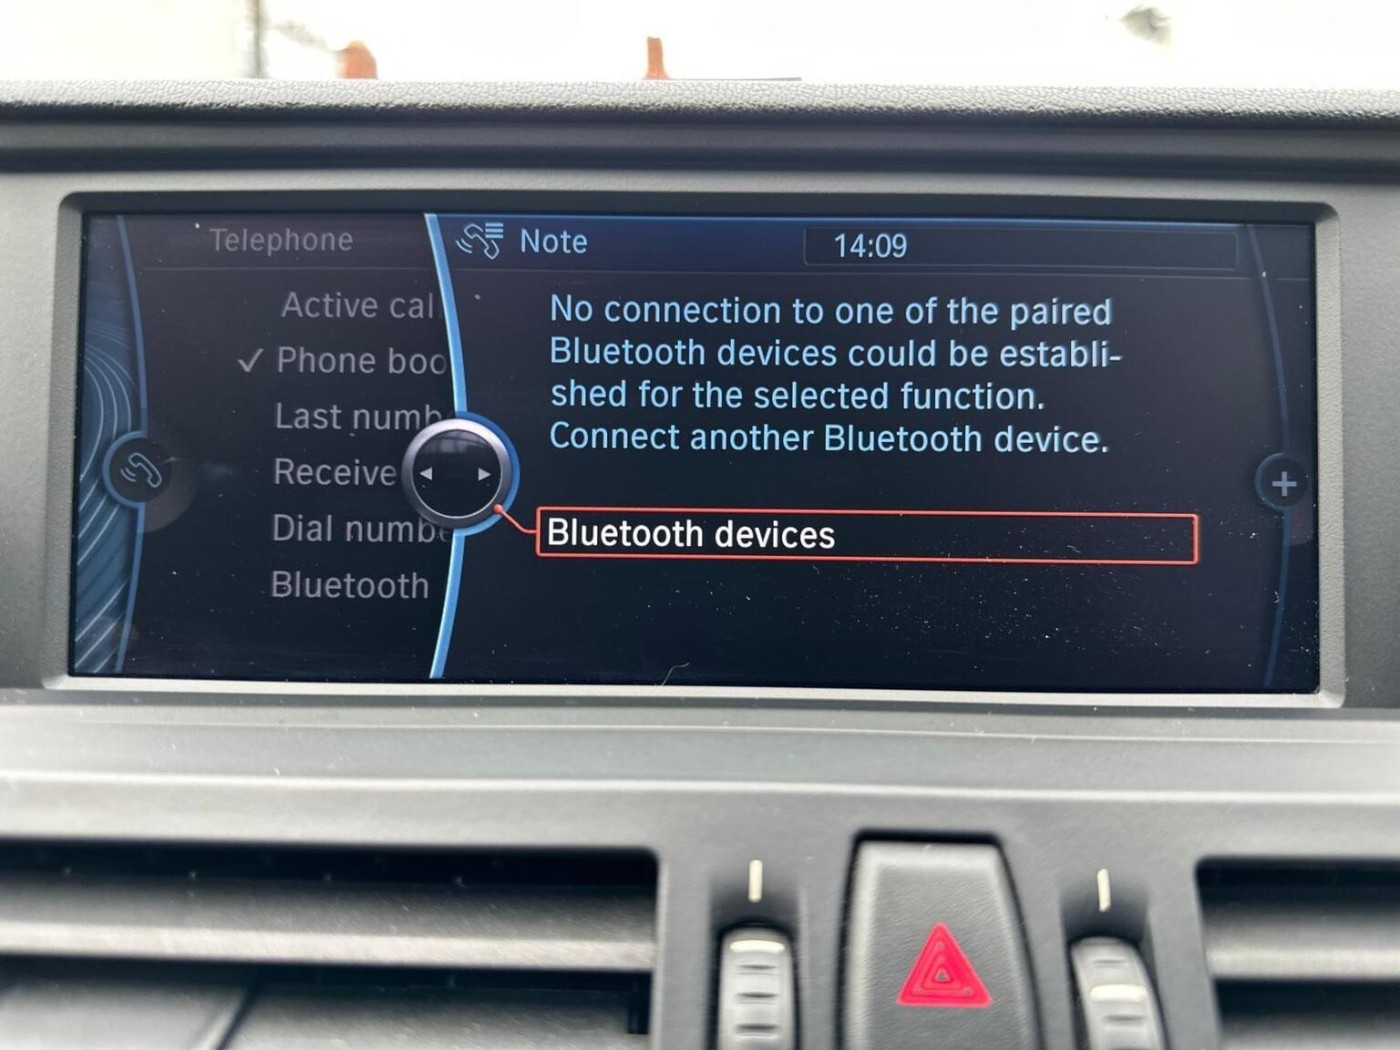 Telephone
Active cal
✓ Phone boo
Last numb
Receive
Dial numbe
Bluetooth
Note
14:09
No connection to one of the paired
Bluetooth devices could be establi-
shed for the selected function.
Connect another Bluetooth device.
Bluetooth devices